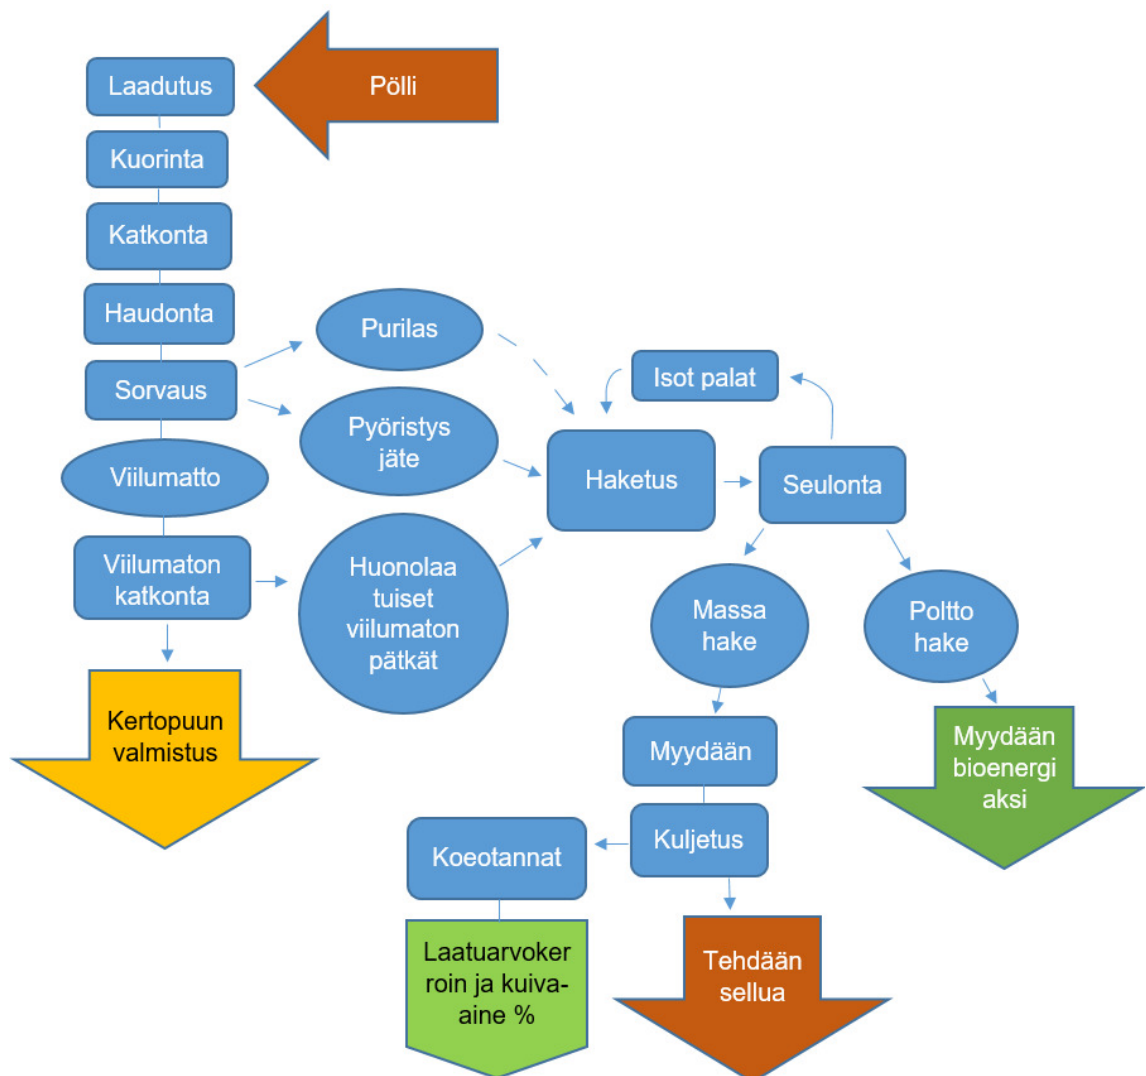 Pölli
Laadutus
Kuorinta
Katkonta
Haudonta
Sorvaus
Viilumatto
Viilumaton
katkonta
Kertopuun
valmistus
Purilas
Pyöristys
jäte
Huonolaa
tuiset
viilumaton
pätkät
Isot palat
Haketus
Seulonta
Massa
hake
Poltto
hake
Myydään
Kuljetus
Koeotannat
Laatuarvoker
roin ja kuiva-
aine %
Tehdään
sellua
Myydään
bioenergi
aksi